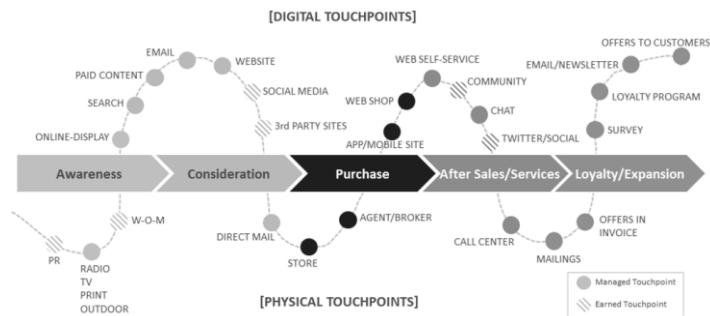 [DIGITAL TOUCHPOINTS]
OFFERS TO CUSTOMERS
EMAIL
WEBSITE
WEB SELF-SERVICE
EMAIL/NEWSLETTER
PAID CONTENT
SOCIAL MEDIA
COMMUNITY
LOYALTY PROGRAM
SEARCH
WEB SHOP
CHAT
3rd PARTY SITES
SURVEY
ONLINE-DISPLAY
APP/MOBILE SITE
TWITTER/SOCIAL
Awareness
Consideration
Purchase
After Sales/Services
Loyalty/Expansion
W-O-M
AGENT/BROKER
OFFERS IN
INVOICE
DIRECT MAIL
CALL CENTER
PR
STORE
MAILINGS
RADIO
TV
PRINT
OUTDOOR
[PHYSICAL TOUCHPOINTS]
Managed Touchpoint
Earned Touchpoint